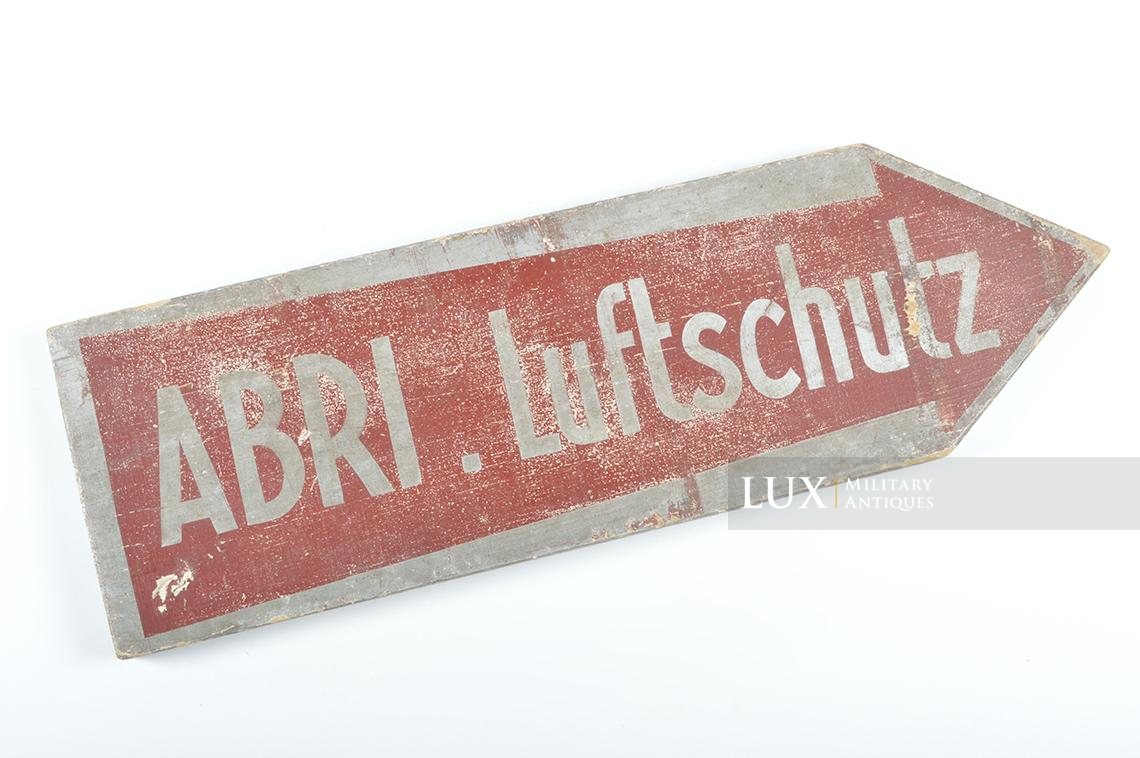 ABRI . Luftschutz
LUX MILITARY ANTIQUES